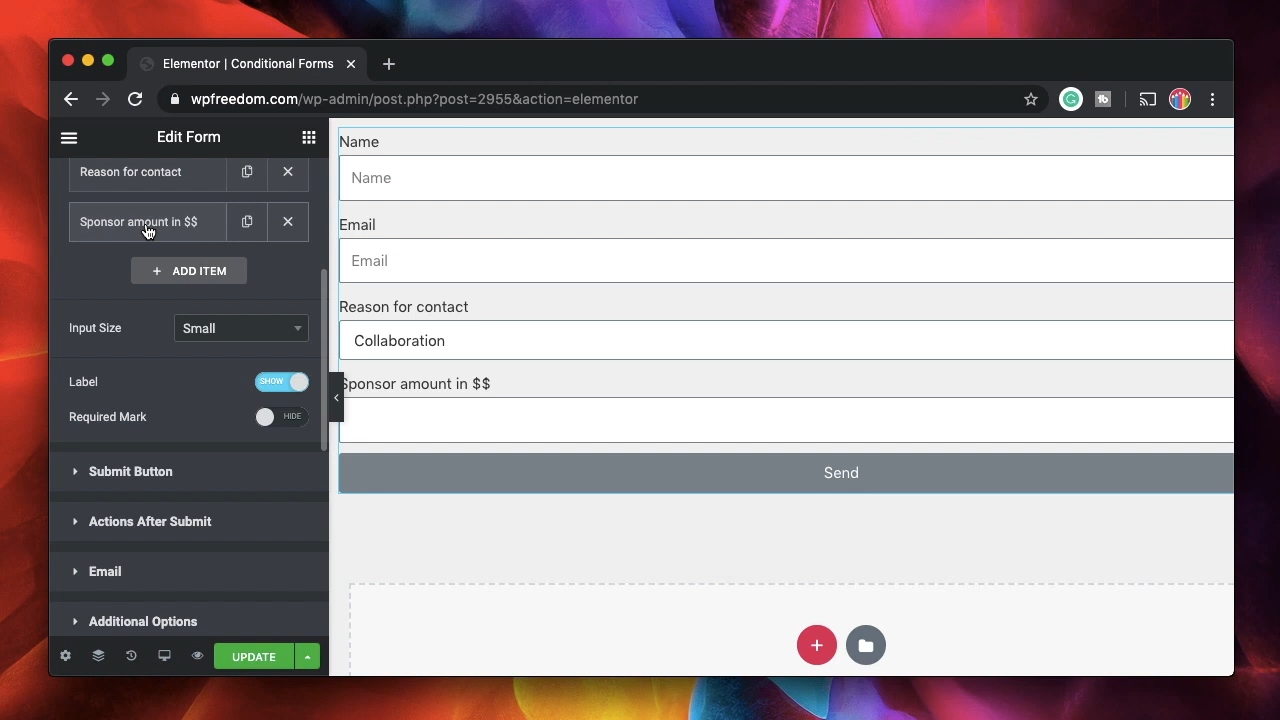 Elementor | Conditional Forms
wpfreedom.com/wp-admin/post.php?post=2955&action=elementor
Edit Form
Reason for contact
Sponsor amount in $$
+ ADD ITEM
Input Size
Small
Label
SHOW
Required Mark
HIDE
Submit Button
Actions After Submit
Email
Additional Options
UPDATE
Name
Name
Email
Email
Reason for contact
Collaboration
Sponsor amount in $$
Send